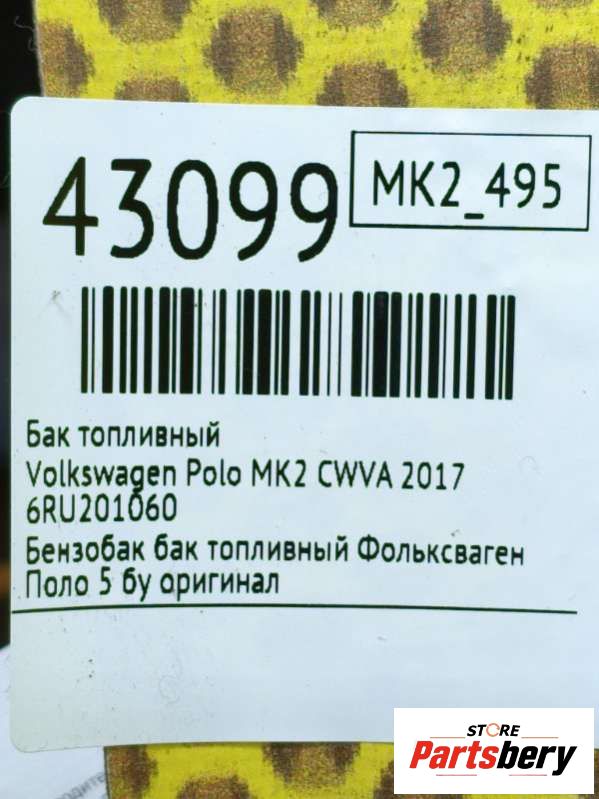 43099
MK2_495
Бак топливный
Volkswagen Polo MK2 CWVA 2017
6RU201060
Бензобак бак топливный Фольксваген
Поло 5 бу оригинал
STORE
Partsbery